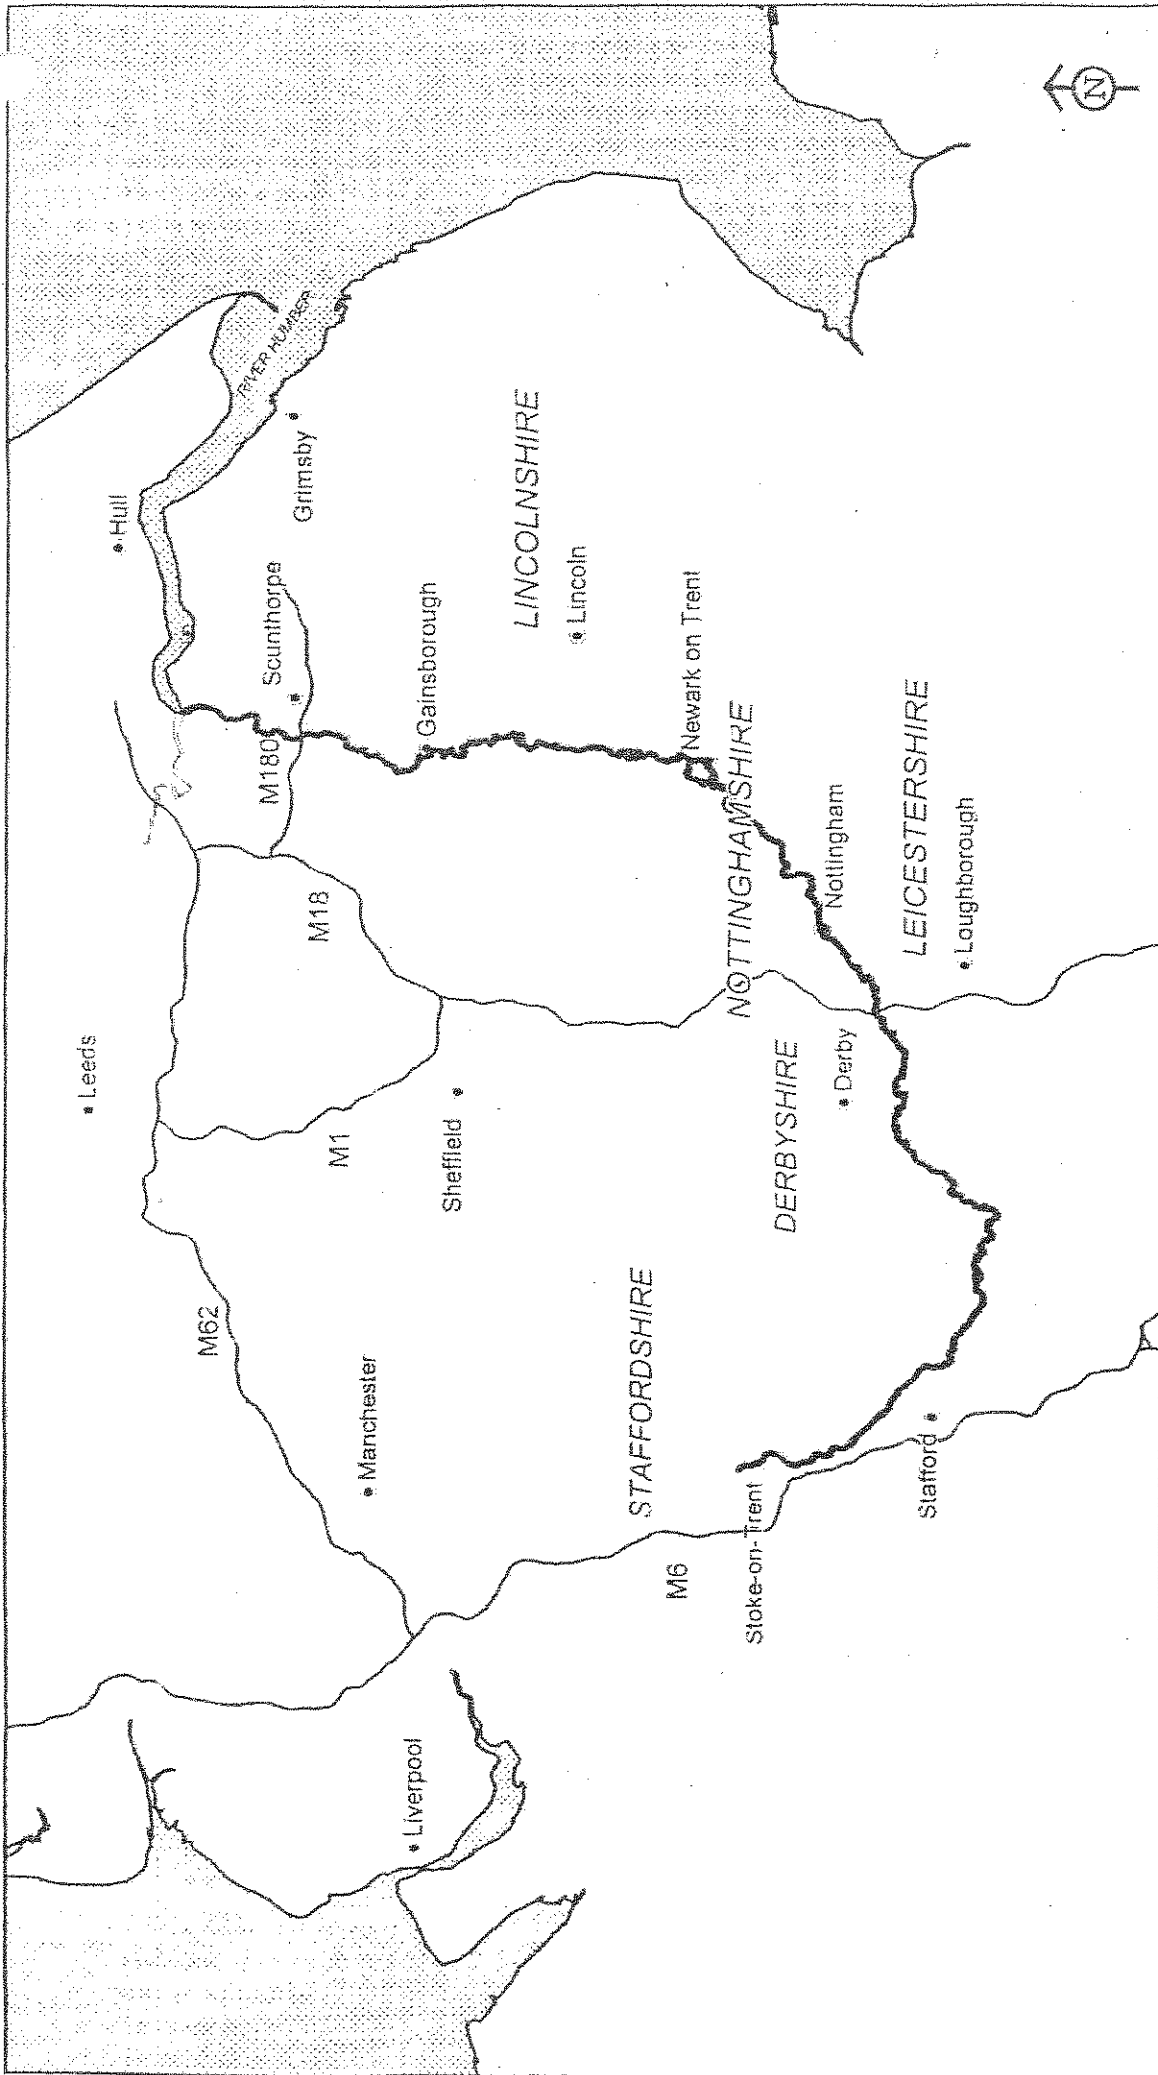 Leeds
Hull
RIVER HUMBER
M62
M18
M180
Scunthorpe
Grimsby
M1
Manchester
Sheffield
Gainsborough
Liverpool
LINCOLNSHIRE
Lincoln
STAFFORDSHIRE
M6
Newark on Trent
NOTTINGHAMSHIRE
Stoke-on-Trent
DERBYSHIRE
Derby
Nottingham
Stafford
LEICESTERSHIRE
Loughborough
N